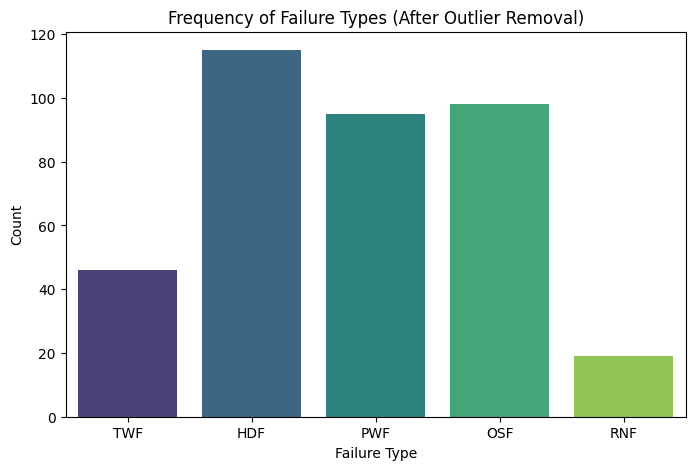 Frequency of Failure Types (After Outlier Removal)
120
100
80
60
40
20
0
Count
TWF HDF PWF OSF RNF
Failure Type